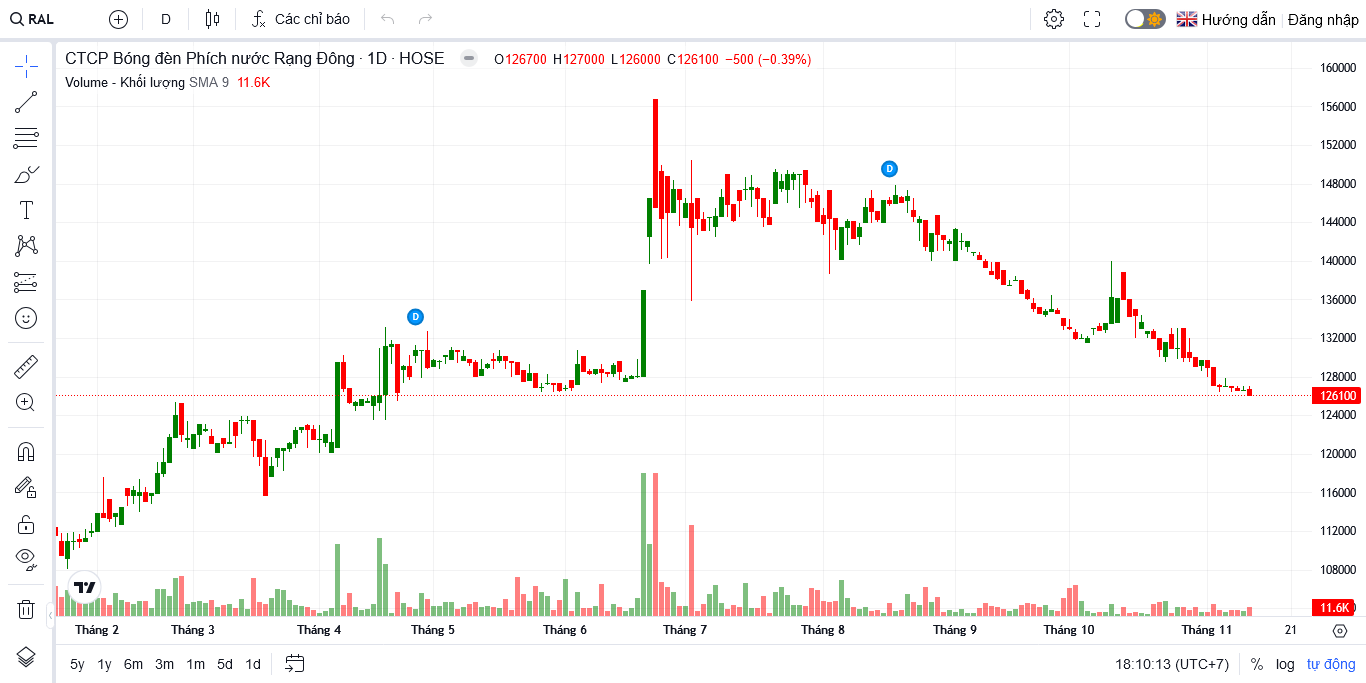 RAL D Các chỉ báo Hướng dẫn Đăng nhập
CTCP Bóng đèn Phích nước Rạng Đông · 1D · HOSE O126700 H127000 L126000 C126100 −500 (−0.39%)
Volume - Khối lượng SMA 9 11.6K
160000
156000
152000
D
148000
144000
140000
136000
D
132000
128000
126100
124000
120000
116000
112000
108000
11.6K
Tháng 2 Tháng 3 Tháng 4 Tháng 5 Tháng 6 Tháng 7 Tháng 8 Tháng 9 Tháng 10 Tháng 11 21
5y 1y 6m 3m 1m 5d 1d 18:10:13 (UTC+7) % log tự động